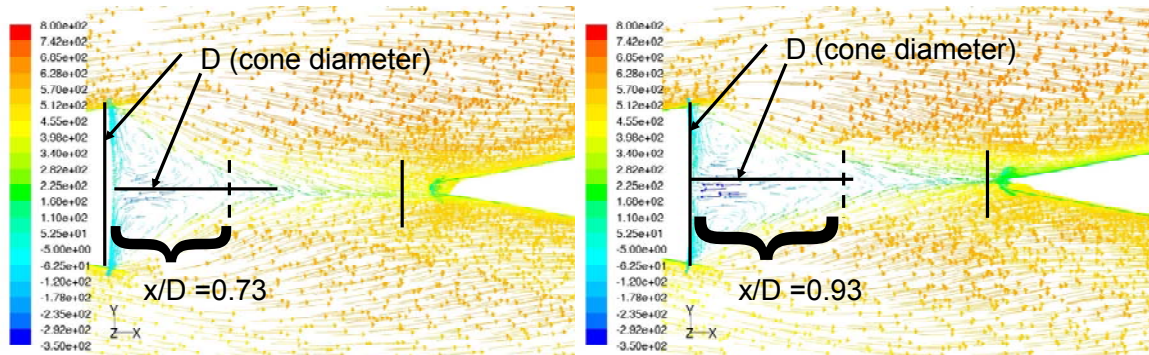 8.00e+02
7.42e+02
6.85e+02
6.28e+02
5.70e+02
5.12e+02
4.55e+02
3.98e+02
3.40e+02
2.82e+02
2.25e+02
1.68e+02
1.10e+02
5.25e+01
-5.00e+00
-6.25e+01
-1.20e+02
-1.78e+02
-2.35e+02
-2.92e+02
-3.50e+02
D (cone diameter)
x/D =0.73
Y
Z X
8.00e+02
7.42e+02
6.85e+02
6.28e+02
5.70e+02
5.12e+02
4.55e+02
3.98e+02
3.40e+02
2.82e+02
2.25e+02
1.68e+02
1.10e+02
5.25e+01
-5.00e+00
-6.25e+01
-1.20e+02
-1.78e+02
-2.35e+02
-2.92e+02
-3.50e+02
D (cone diameter)
x/D =0.93
Y
Z X